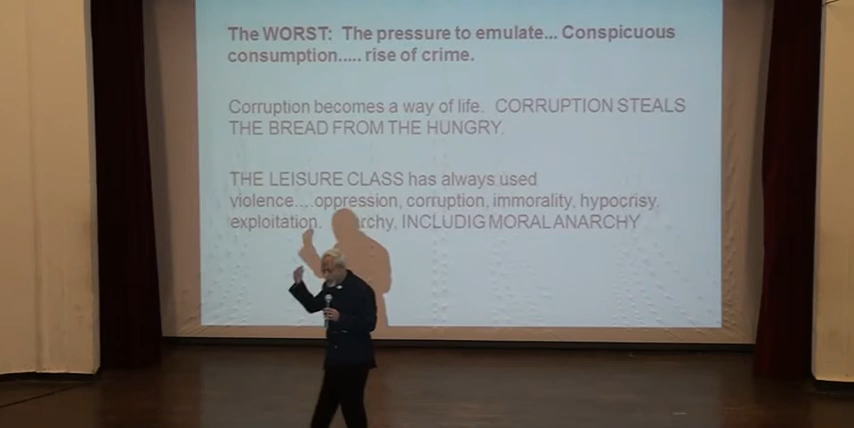 The WORST: The pressure to emulate... Conspicuous
consumption..... rise of crime.
Corruption becomes a way of life. CORRUPTION STEALS
THE BREAD FROM THE HUNGRY.
THE LEISURE CLASS has always used
violence....oppression, corruption, immorality, hypocrisy,
exploitation, INCLUDIG MORAL ANARCHY